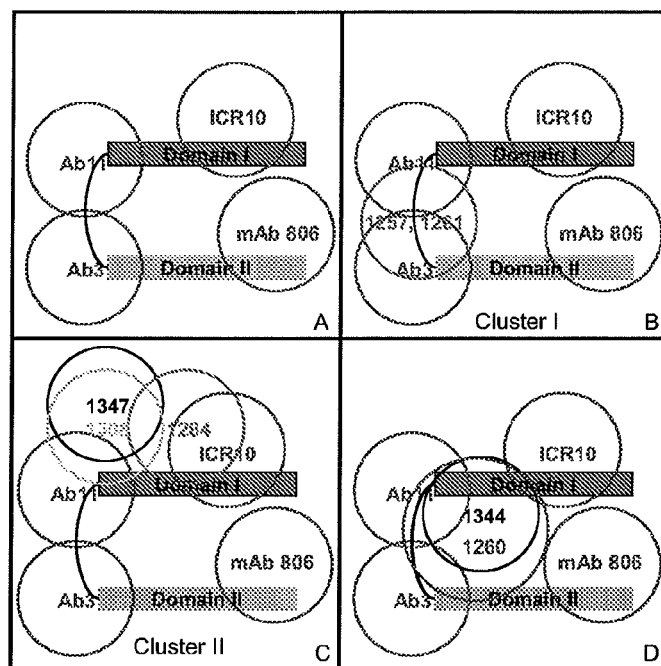 ICR10
Ab11
Domain I
mAb 806
Ab3
Domain II
A
ICR10
Ab11
Domain I
1257, 1261
mAb 806
Ab3
Domain II
Cluster I
B
1347
1284
ICR10
Ab11
Domain I
mAb 806
Ab3
Domain II
Cluster II
C
ICR10
Ab11
Domain I
1344
1260
mAb 806
Ab3
Domain II
D